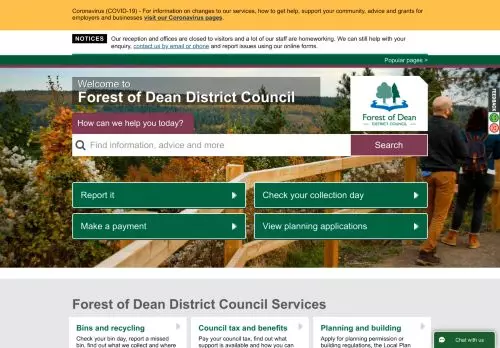 Coronavirus (COVID-19) - For information on changes to our services, how to get help, support your community, advice and grants for
employers and businesses visit our Coronavirus pages.
NOTICES Our reception and offices are closed to visitors and a lot of our staff are homeworking. We can still help with your
enquiry, contact us by email or phone and report issues using our online forms.
Popular pages >
FEEDBACK
Welcome to
Forest of Dean District Council
Forest of Dean
DISTRICT COUNCIL
How can we help you today?
Find information, advice and more
Search
Report it
Check your collection day
Make a payment
View planning applications
Forest of Dean District Council Services
Bins and recycling
Check your bin day, report a missed
bin, find out what we collect and where
Council tax and benefits
Pay your council tax, find out what
support is available and how you can
Planning and building
Apply for planning permission or
building regulations, the Local Plan
Chat with us